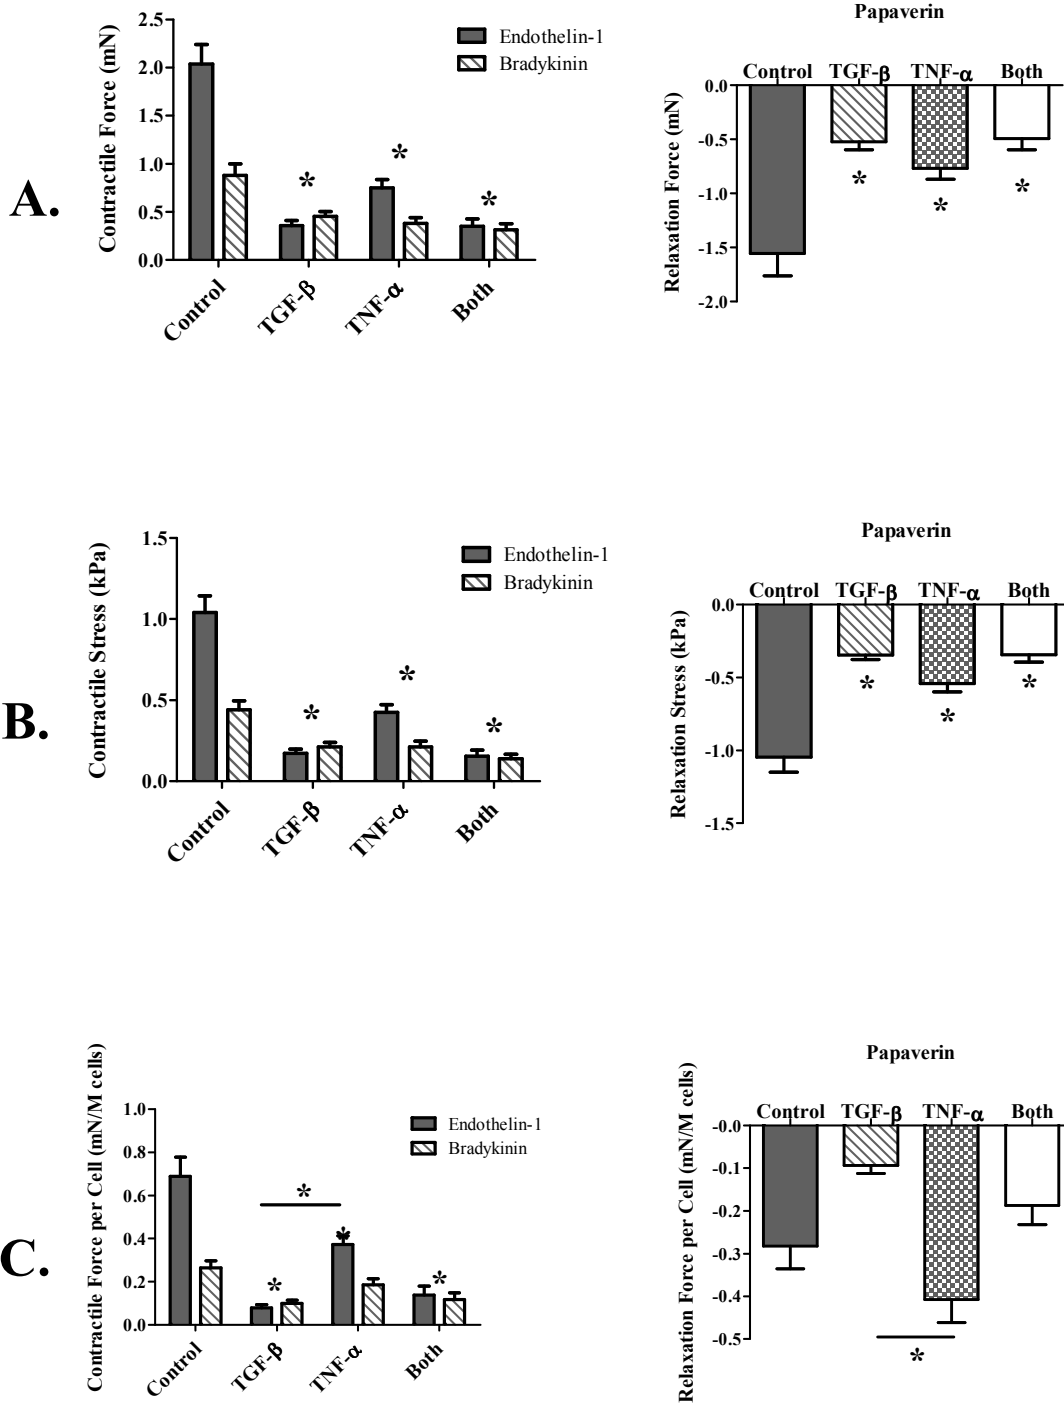 A.
Contractile Force (mN)
2.5
2.0
1.5
1.0
0.5
0.0
Endothelin-1
Bradykinin
*
*
*
Control
TGF-β
TNF-α
Both
Papaverin
Control TGF-β TNF-α Both
Relaxation Force (mN)
0.0
-0.5
-1.0
-1.5
-2.0
*
*
*
B.
Contractile Stress (kPa)
1.5
1.0
0.5
0.0
Endothelin-1
Bradykinin
*
*
*
Control
TGF-β
TNF-α
Both
Papaverin
Control TGF-β TNF-α Both
Relaxation Stress (kPa)
0.0
-0.5
-1.0
-1.5
*
*
*
C.
Contractile Force per Cell (mN/M cells)
1.0
0.8
0.6
0.4
0.2
0.0
Endothelin-1
Bradykinin
*
*
*
*
Control
TGF-β
TNF-α
Both
Papaverin
Control TGF-β TNF-α Both
Relaxation Force per Cell (mN/M cells)
-0.0
-0.1
-0.2
-0.3
-0.4
-0.5
*